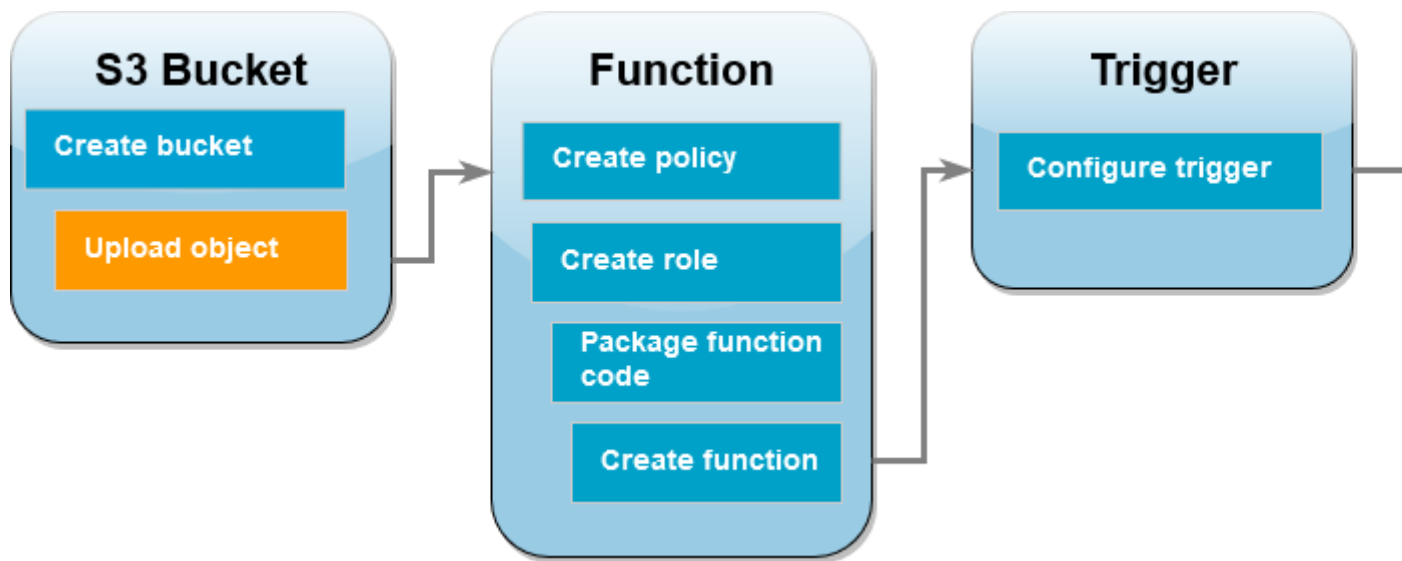 S3 Bucket
Create bucket
Upload object
Function
Create policy
Create role
Package function
code
Create function
Trigger
Configure trigger